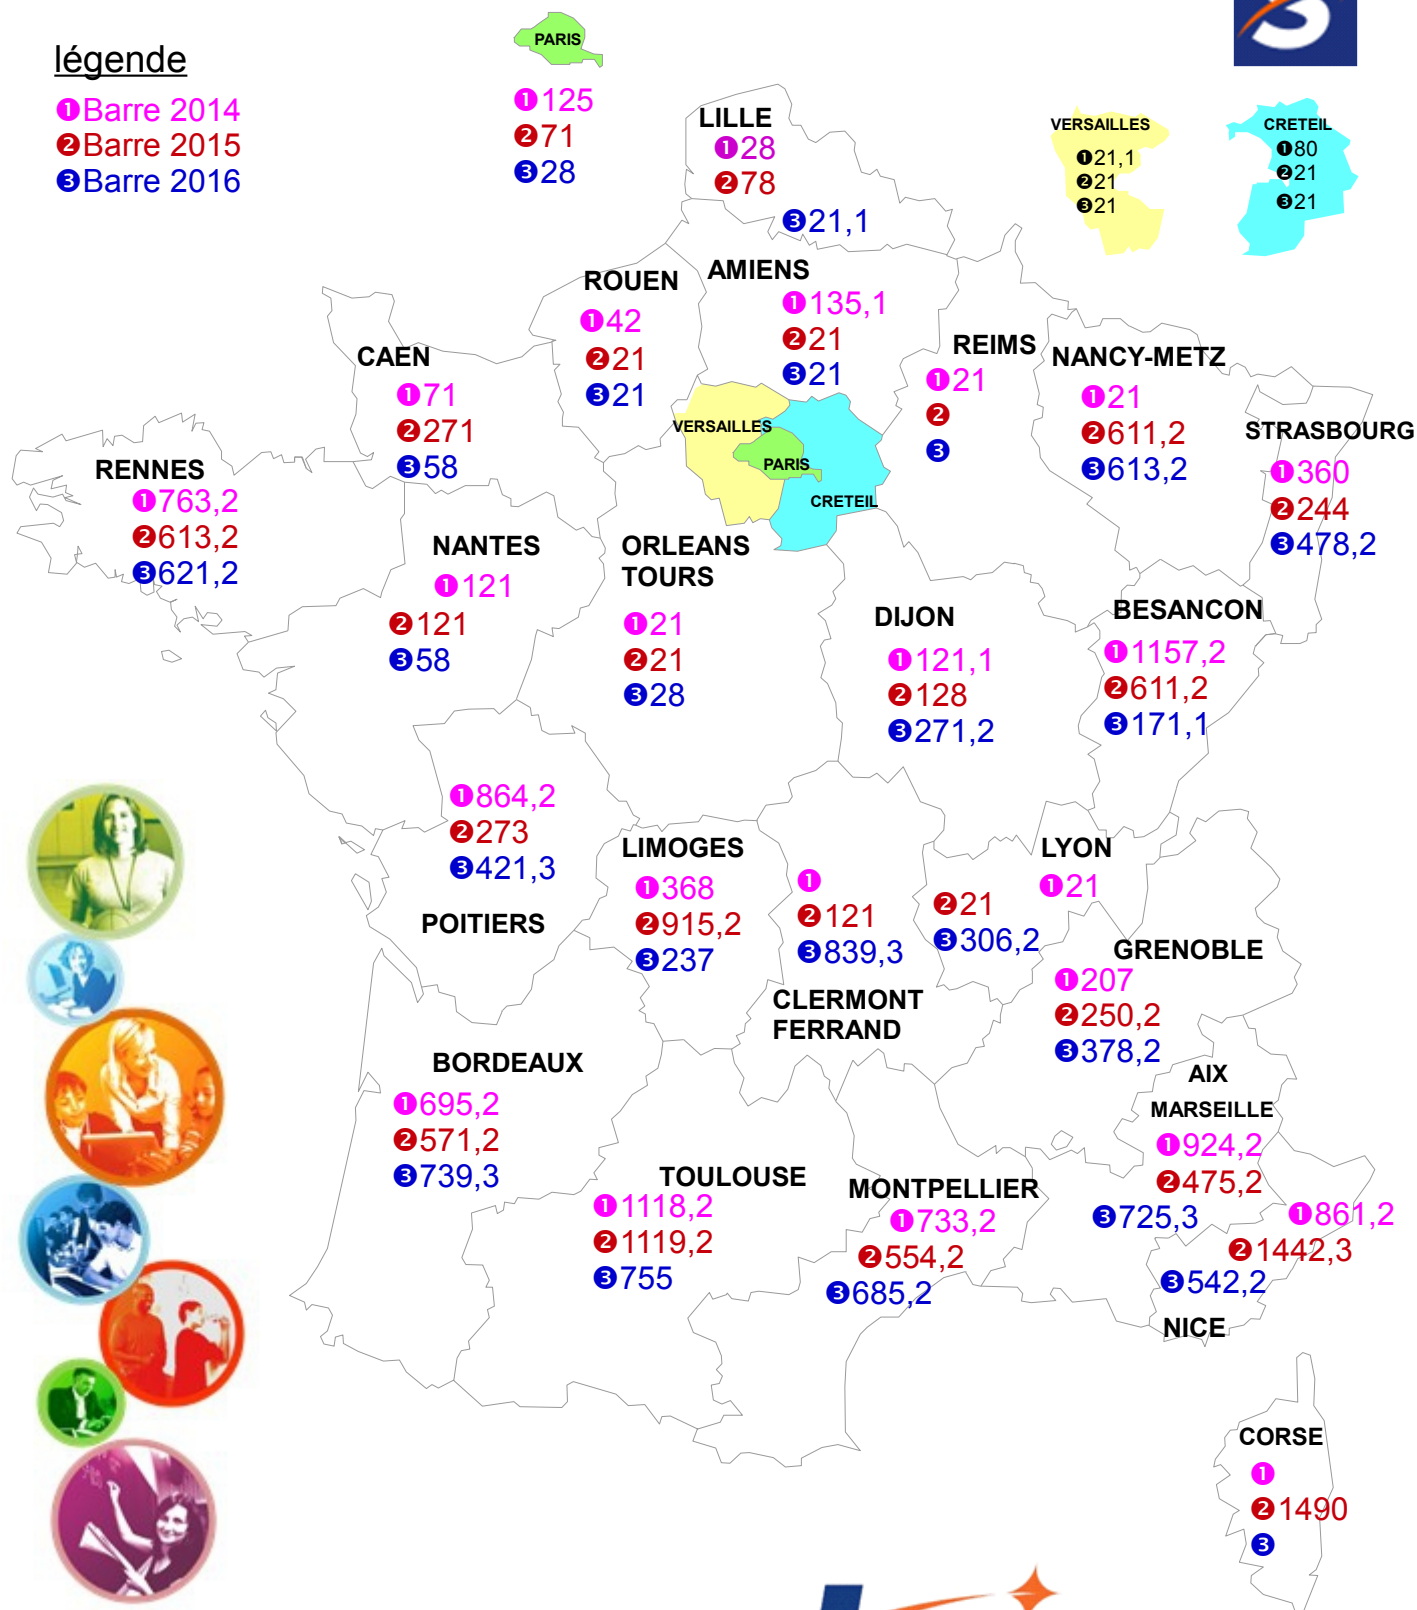 légende
❶Barre 2014
❷Barre 2015
❸Barre 2016
PARIS
❶125
❷71
❸28
LILLE
❶28
❷78
❸21,1
VERSAILLES
❶21,1
❷21
❸21
CRETEIL
❶80
❷21
❸21
ROUEN
❶42
❷21
❸21
AMIENS
❶135,1
❷21
❸21
CAEN
❶71
❷271
❸58
REIMS
❶21
❷
❸
NANCY-METZ
❶21
❷611,2
❸613,2
STRASBOURG
❶360
❷244
❸478,2
VERSAILLES
PARIS
CRETEIL
RENNES
❶763,2
❷613,2
❸621,2
NANTES
❶121
❷121
❸58
ORLEANS
TOURS
❶21
❷21
❸28
DIJON
❶121,1
❷128
❸271,2
BESANCON
❶1157,2
❷611,2
❸171,1
❶864,2
❷273
❸421,3
POITIERS
LIMOGES
❶368
❷915,2
❸237
❶
❷121
❸839,3
CLERMONT
FERRAND
LYON
❶21
❷21
❸306,2
GRENOBLE
❶207
❷250,2
❸378,2
BORDEAUX
❶695,2
❷571,2
❸739,3
AIX
MARSEILLE
❶924,2
❷475,2
❸725,3
TOULOUSE
❶1118,2
❷1119,2
❸755
MONTPELLIER
❶733,2
❷554,2
❸685,2
❶861,2
❷1442,3
❸542,2
NICE
CORSE
❶
❷1490
❸